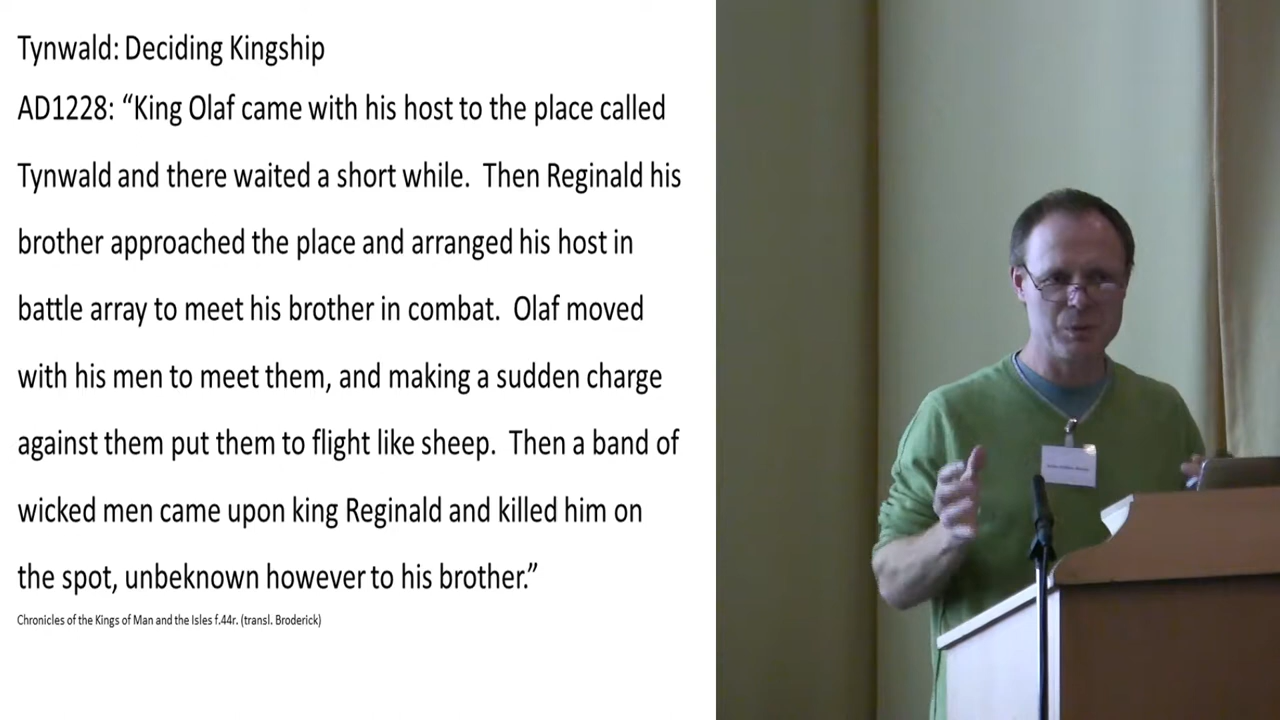 Tynwald: Deciding Kingship
AD1228: “King Olaf came with his host to the place called
Tynwald and there waited a short while.  Then Reginald his
brother approached the place and arranged his host in
battle array to meet his brother in combat.  Olaf moved
with his men to meet them, and making a sudden charge
against them put them to flight like sheep.  Then a band of
wicked men came upon king Reginald and killed him on
the spot, unbeknown however to his brother.”
Chronicles of the Kings of Man and the Isles f.44r. (transl. Broderick)